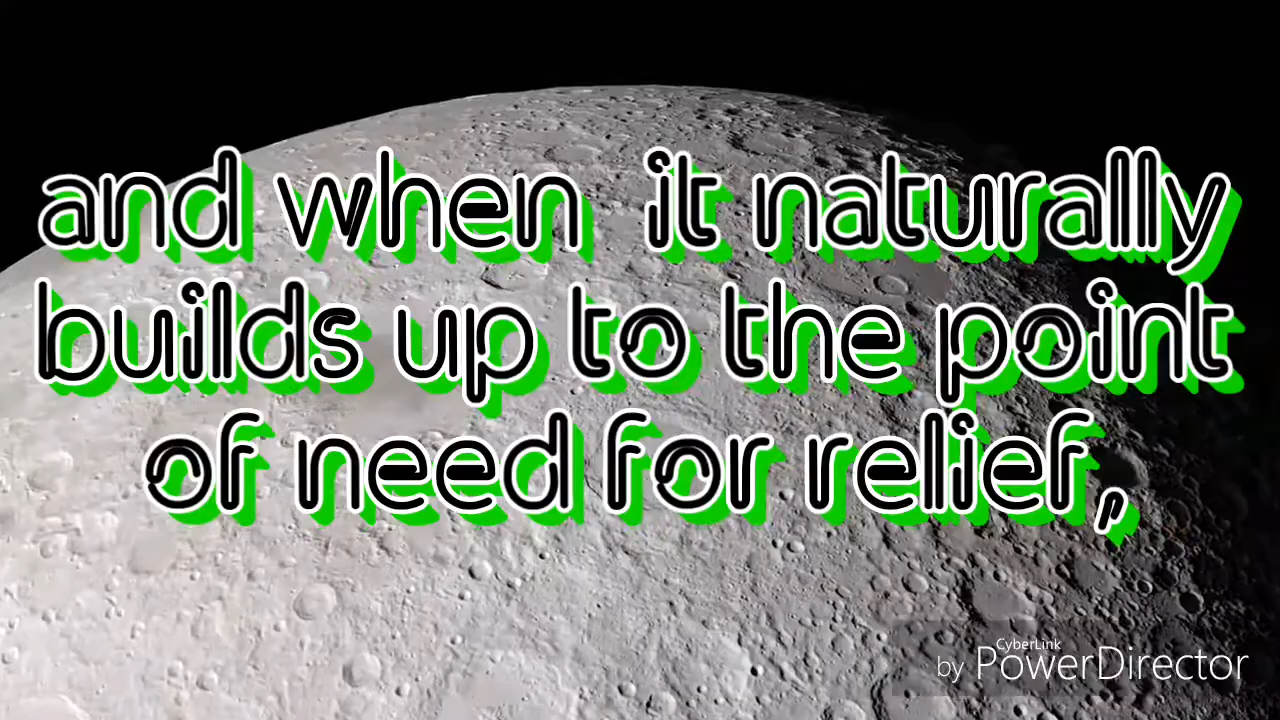 and when it naturally
builds up to the point
of need for relief,
CyberLink
by PowerDirector